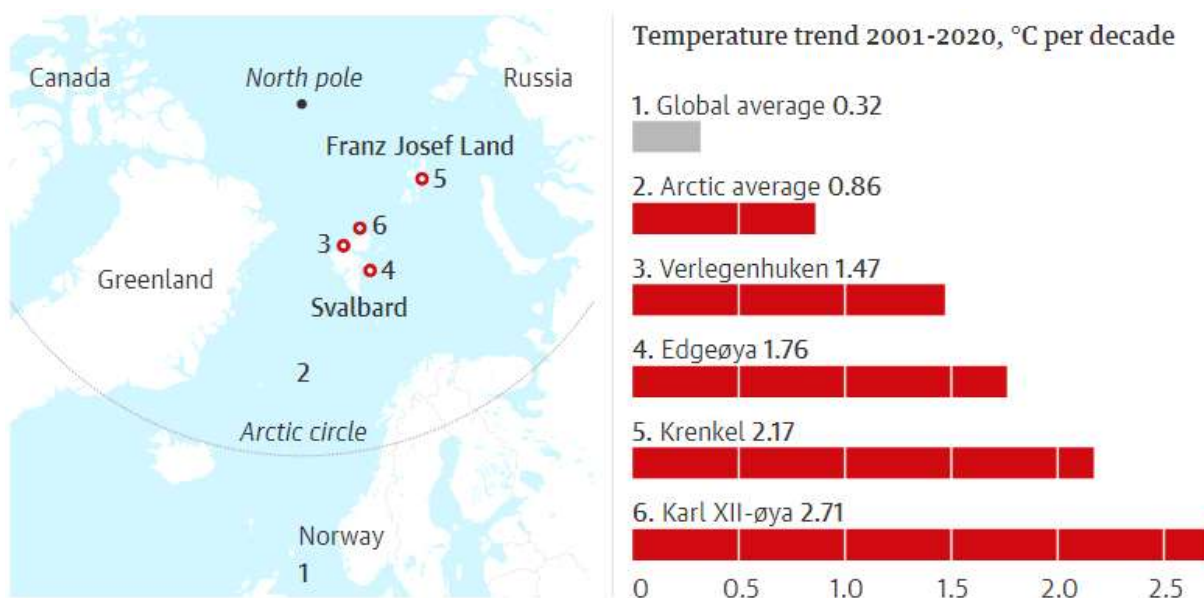 Canada
North pole
Russia
Franz Josef Land
5
6
3
4
Greenland
Svalbard
2
Arctic circle
Norway
1
Temperature trend 2001-2020, °C per decade
1. Global average 0.32
2. Arctic average 0.86
3. Verlegenhuken 1.47
4. Edgeøya 1.76
5. Krenkel 2.17
6. Karl XII-øya 2.71
0 0.5 1.0 1.5 2.0 2.5